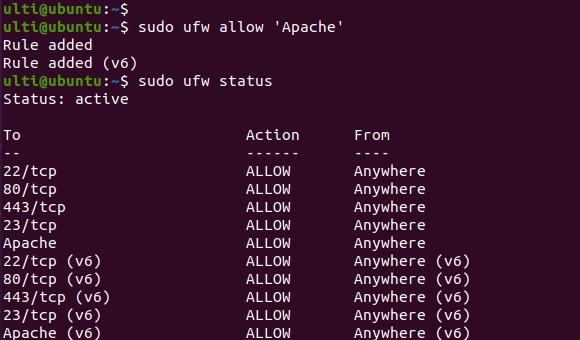 ulti@ubuntu:~$
ulti@ubuntu:~$ sudo ufw allow 'Apache'
Rule added
Rule added (v6)
ulti@ubuntu:~$ sudo ufw status
Status: active

To                         Action      From
--                         ------      ----
22/tcp                     ALLOW       Anywhere
80/tcp                     ALLOW       Anywhere
443/tcp                    ALLOW       Anywhere
23/tcp                     ALLOW       Anywhere
Apache                     ALLOW       Anywhere
22/tcp (v6)                ALLOW       Anywhere (v6)
80/tcp (v6)                ALLOW       Anywhere (v6)
443/tcp (v6)               ALLOW       Anywhere (v6)
23/tcp (v6)                ALLOW       Anywhere (v6)
Apache (v6)                ALLOW       Anywhere (v6)